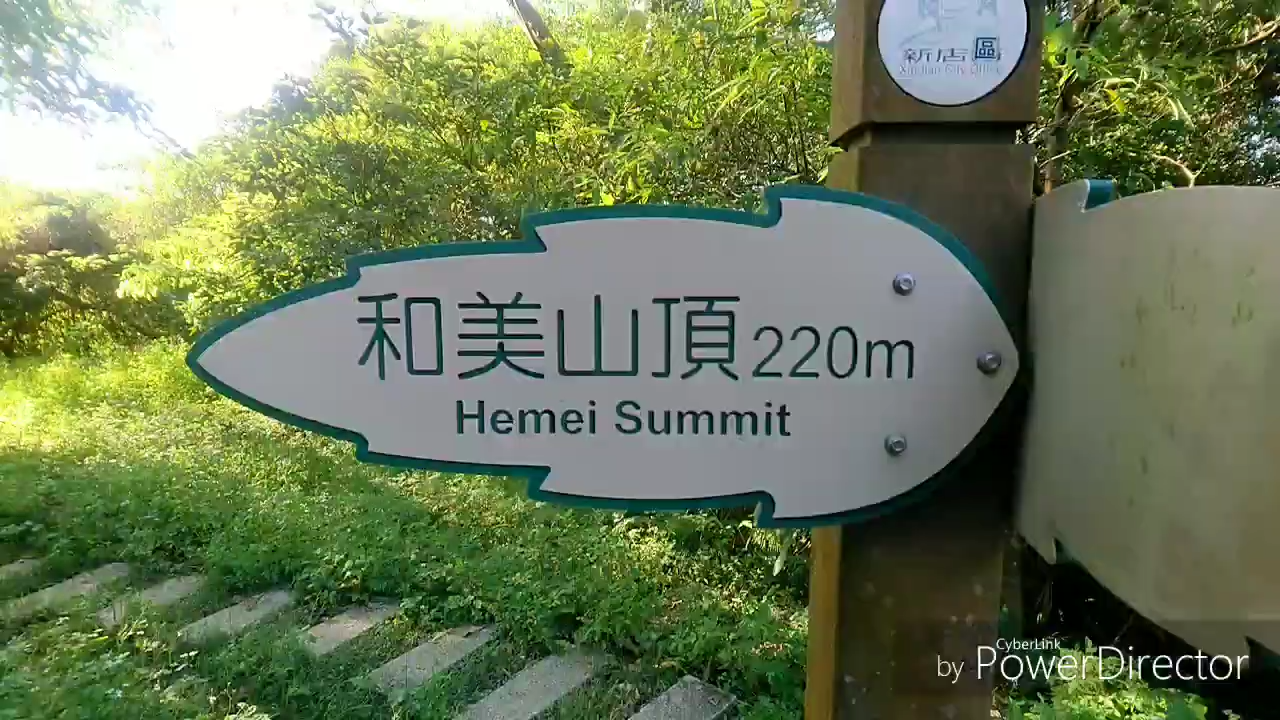 新店區
和美山頂220m
Hemei Summit
CyberLink
by PowerDirector